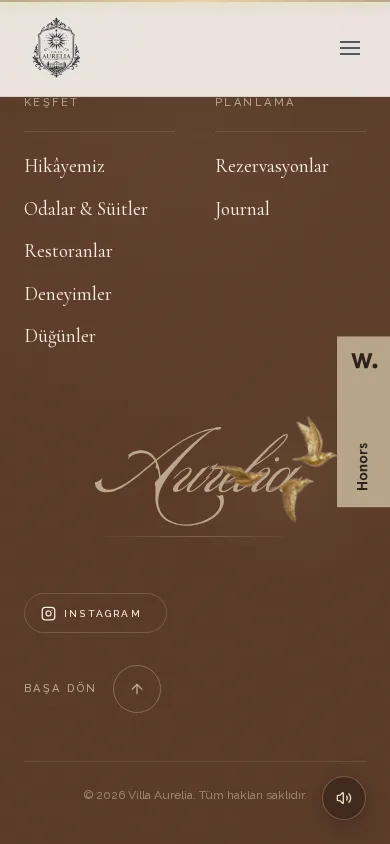 AURELIA
KEŞFET
PLANLAMA
Hikâyemiz
Rezervasyonlar
Odalar & Süitler
Journal
Restoranlar
Deneyimler
Düğünler
W.
Honors
Aurelia
INSTAGRAM
BAŞA DÖN
© 2026 Villa Aurelia. Tüm hakları saklıdır.